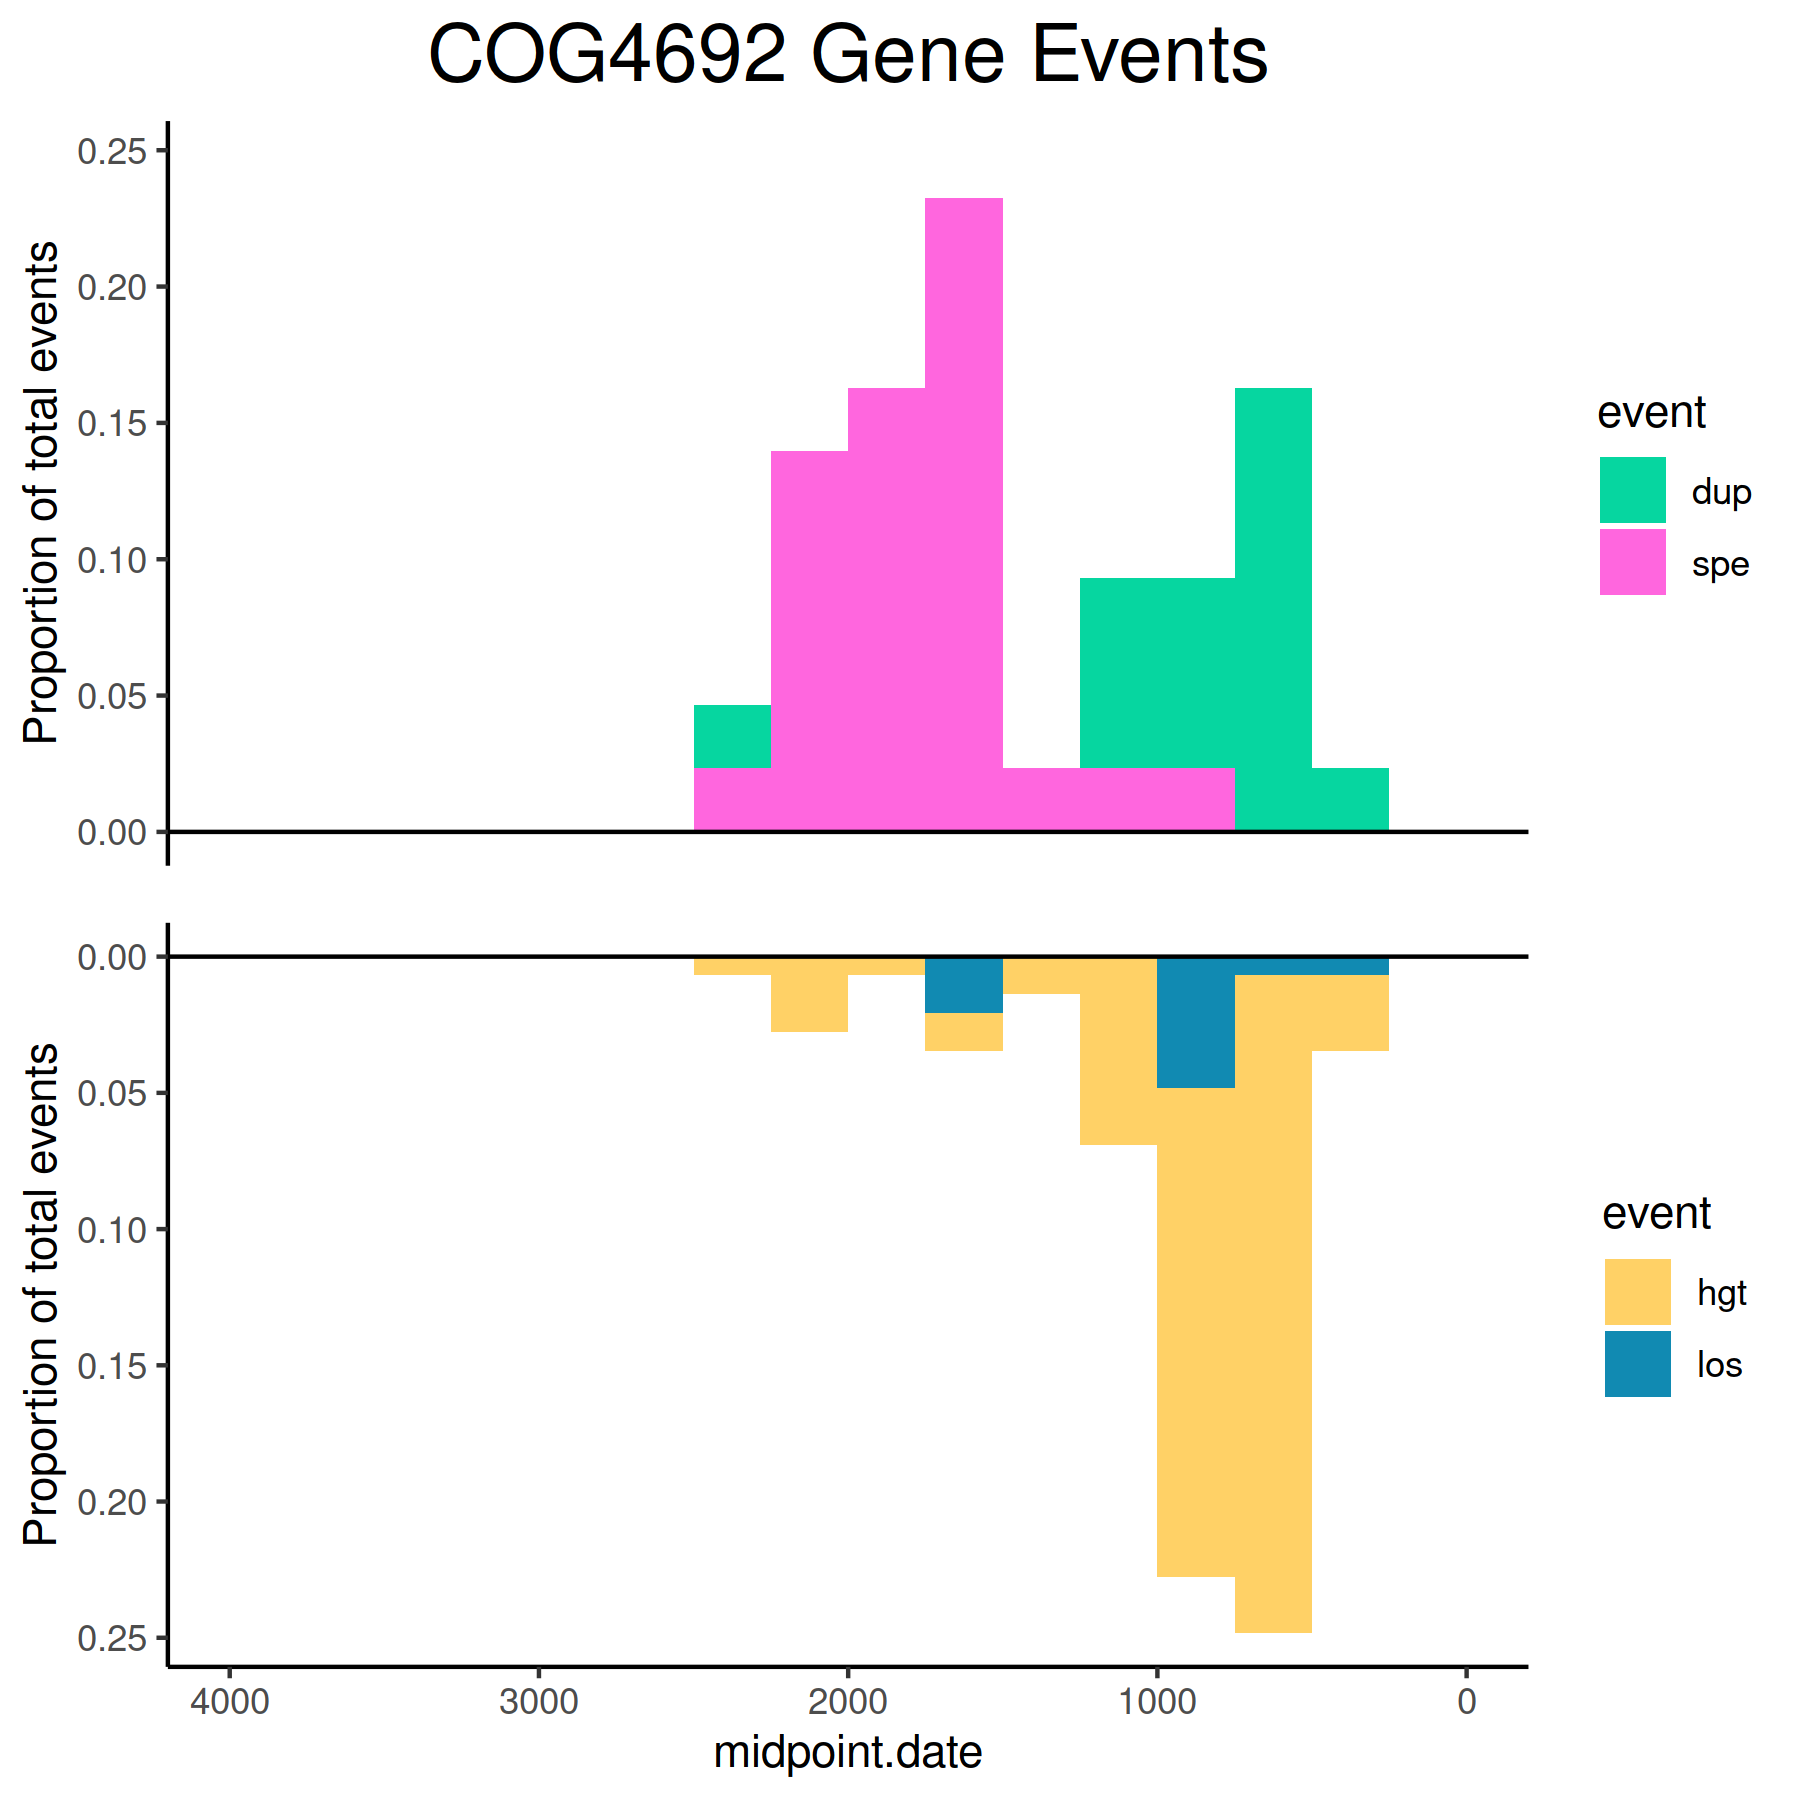 COG4692 Gene Events
Proportion of total events
0.25
0.20
0.15
0.10
0.05
0.00
event
dup
spe
Proportion of total events
0.00
0.05
0.10
0.15
0.20
0.25
event
hgt
los
4000 3000 2000 1000 0
midpoint.date